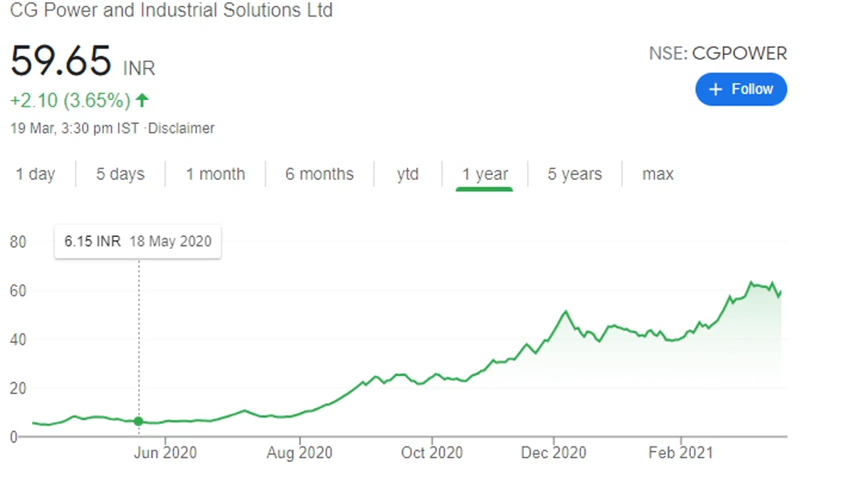 CG Power and Industrial Solutions Ltd
59.65 INR
NSE: CGPOWER
+2.10 (3.65%)
+ Follow
19 Mar, 3:30 pm IST ·Disclaimer
1 day 5 days 1 month 6 months ytd 1 year 5 years max
6.15 INR 18 May 2020
80
60
40
20
0
Jun 2020 Aug 2020 Oct 2020 Dec 2020 Feb 2021